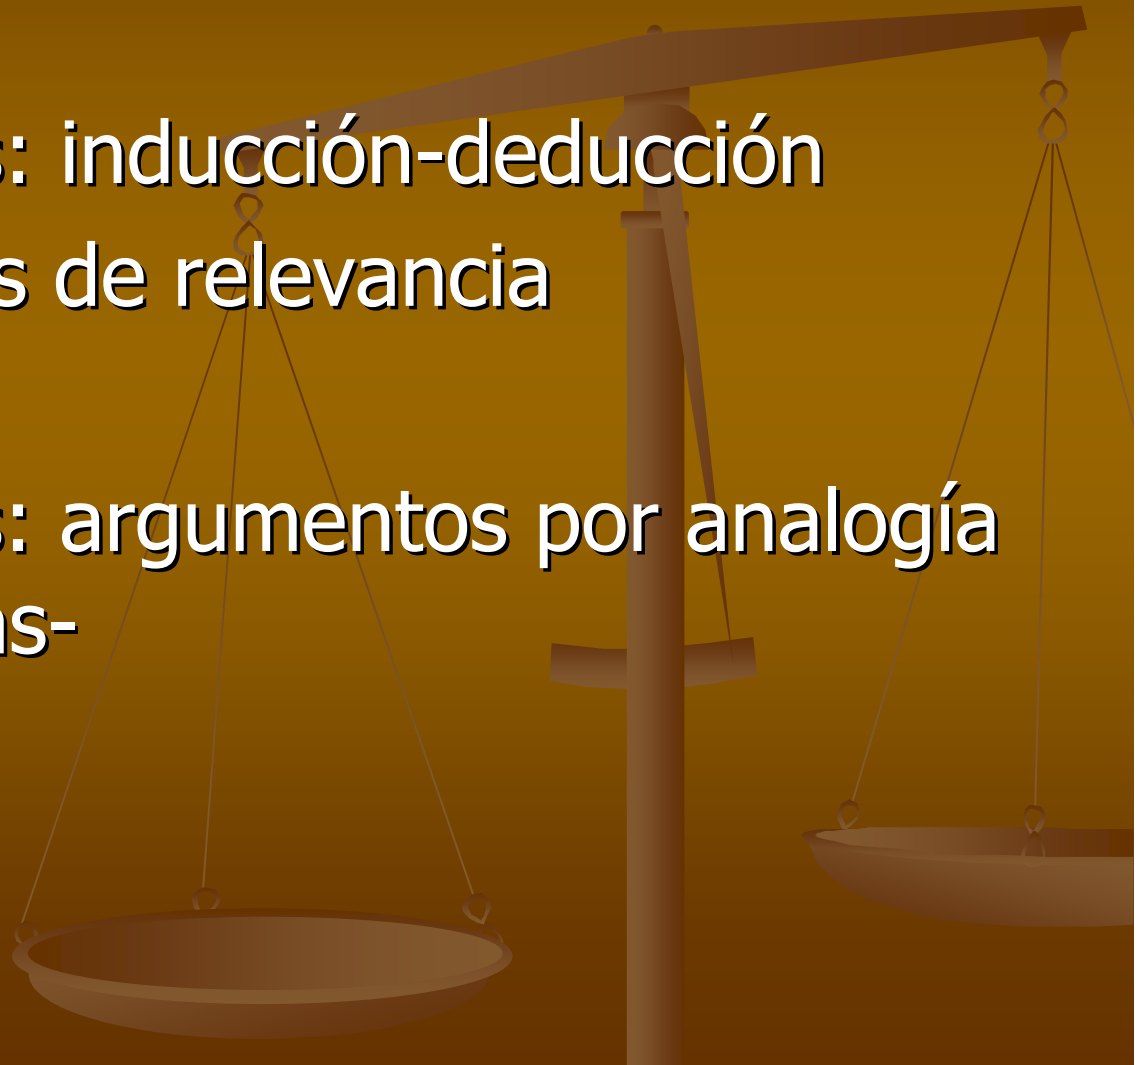 s: inducción-deducción
s de relevancia
s: argumentos por analogía
as-